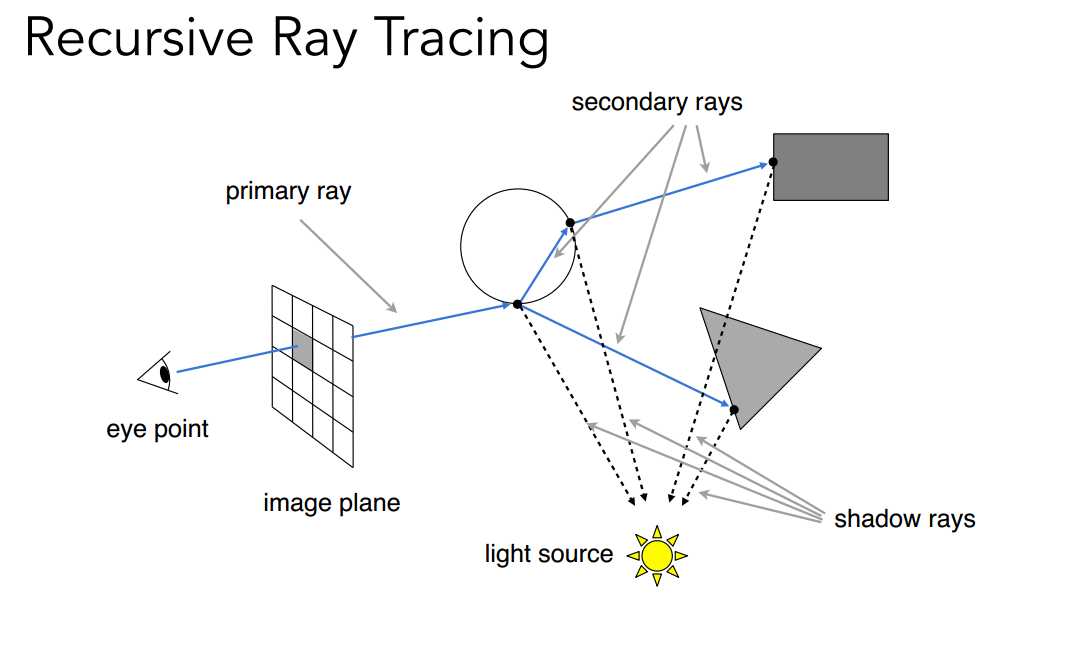 Recursive Ray Tracing
secondary rays
primary ray
eye point
image plane
shadow rays
light source